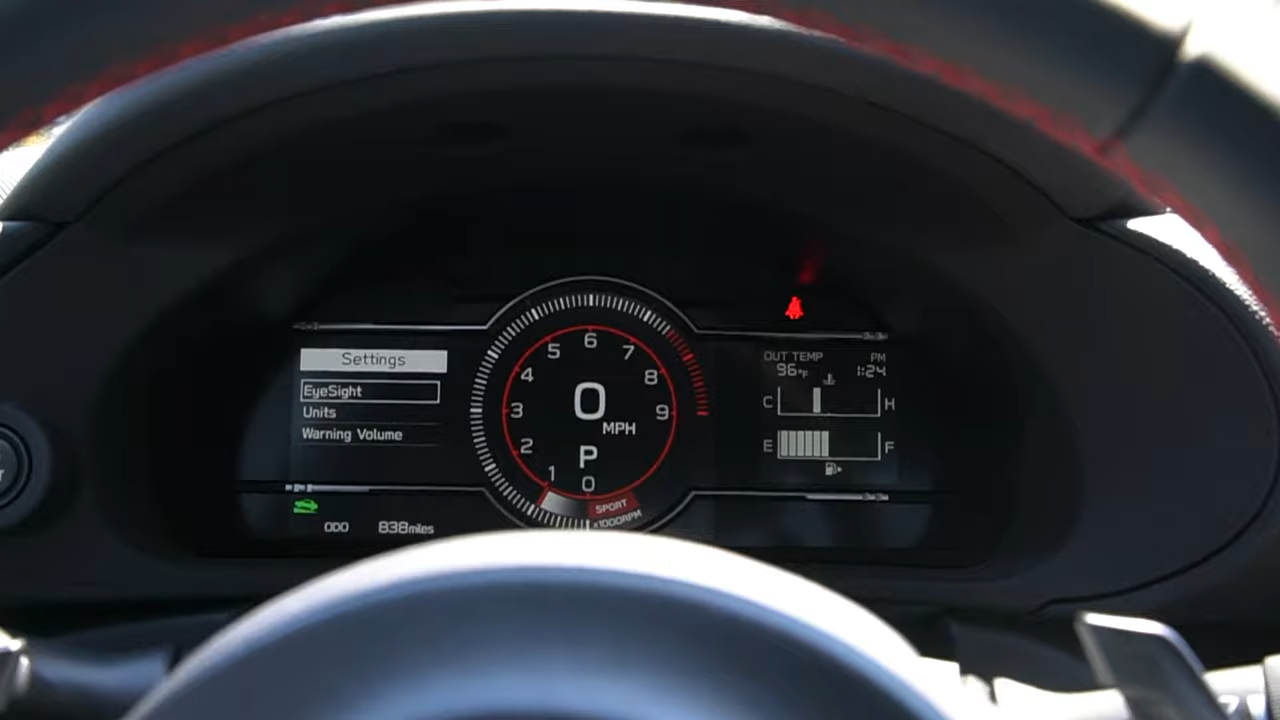 Settings
EyeSight
Units
Warning Volume
ODO 838miles
6
5 7
4 8
3 9
2
1
0
0
MPH
P
SPORT
x1000RPM
OUT TEMP PM
96°F 1:24
C H
E F